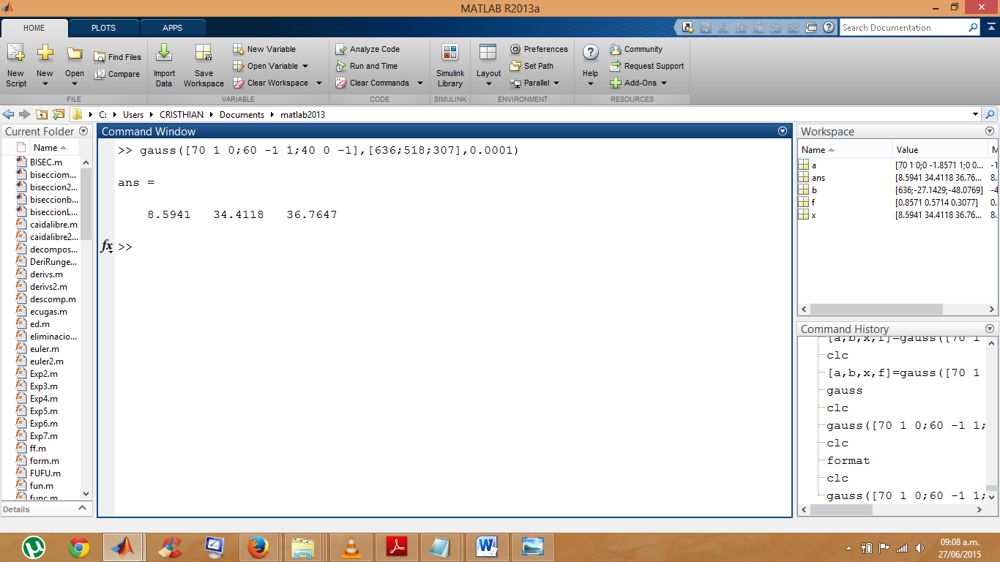 MATLAB R2013a
HOME PLOTS APPS
Search Documentation
New Script
New
Open
Find Files
Compare
Import Data
Save Workspace
New Variable
Open Variable
Clear Workspace
Analyze Code
Run and Time
Clear Commands
Simulink Library
Layout
Preferences
Set Path
Parallel
Help
Community
Request Support
Add-Ons
FILE VARIABLE CODE SIMULINK ENVIRONMENT RESOURCES
C: Users CRISTHIAN Documents matlab2013
Current Folder
Name
BISEC.m
bisecciom...
biseccion2...
biseccionb...
biseccionL...
caidalibre.m
caidalibre2...
decompos...
DeriRunge...
derivs.m
derivs2.m
descomp.m
ecugas.m
ed.m
eliminacio...
euler.m
euler2.m
Exp2.m
Exp3.m
Exp4.m
Exp5.m
Exp6.m
Exp7.m
ff.m
form.m
FUFU.m
fun.m
func.m
Details
Command Window
>> gauss([70 1 0;60 -1 1;40 0 -1],[636;518;307],0.0001)
ans =
8.5941 34.4118 36.7647
fx >>
Workspace
Name Value M
a [70 1 0;0 -1.8571 1;0 0... -1
ans [8.5941 34.4118 36.76... 8.
b [636;-27.1429;-48.0769] -4
f [0.8571 0.5714 0.3077] 0.
x [8.5941 34.4118 36.76... 8.
Command History
[a,b,x,f]=gauss([70 1
clc
[a,b,x,f]=gauss([70 1
gauss
clc
gauss([70 1 0;60 -1 1;
clc
format
clc
gauss([70 1 0;60 -1 1;
09:08 a.m.
27/06/2015